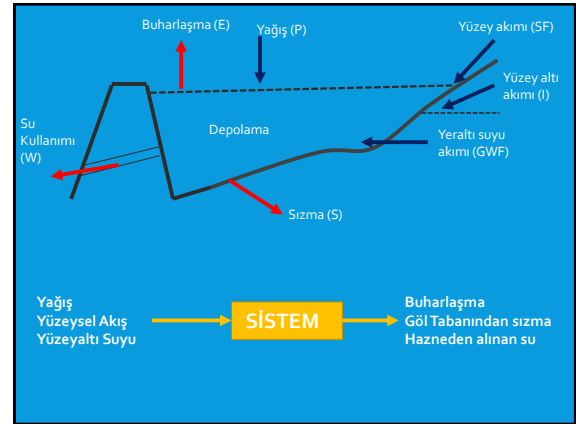 Buharlaşma (E)
Yağış (P)
Yüzey akımı (SF)
Yüzey altı
akımı (I)
Su
Kullanımı
(W)
Depolama
Yeraltı suyu
akımı (GWF)
Sızma (S)
Yağış
Yüzeysel Akış
Yüzeyaltı Suyu
SİSTEM
Buharlaşma
Göl Tabanından sızma
Hazneden alınan su